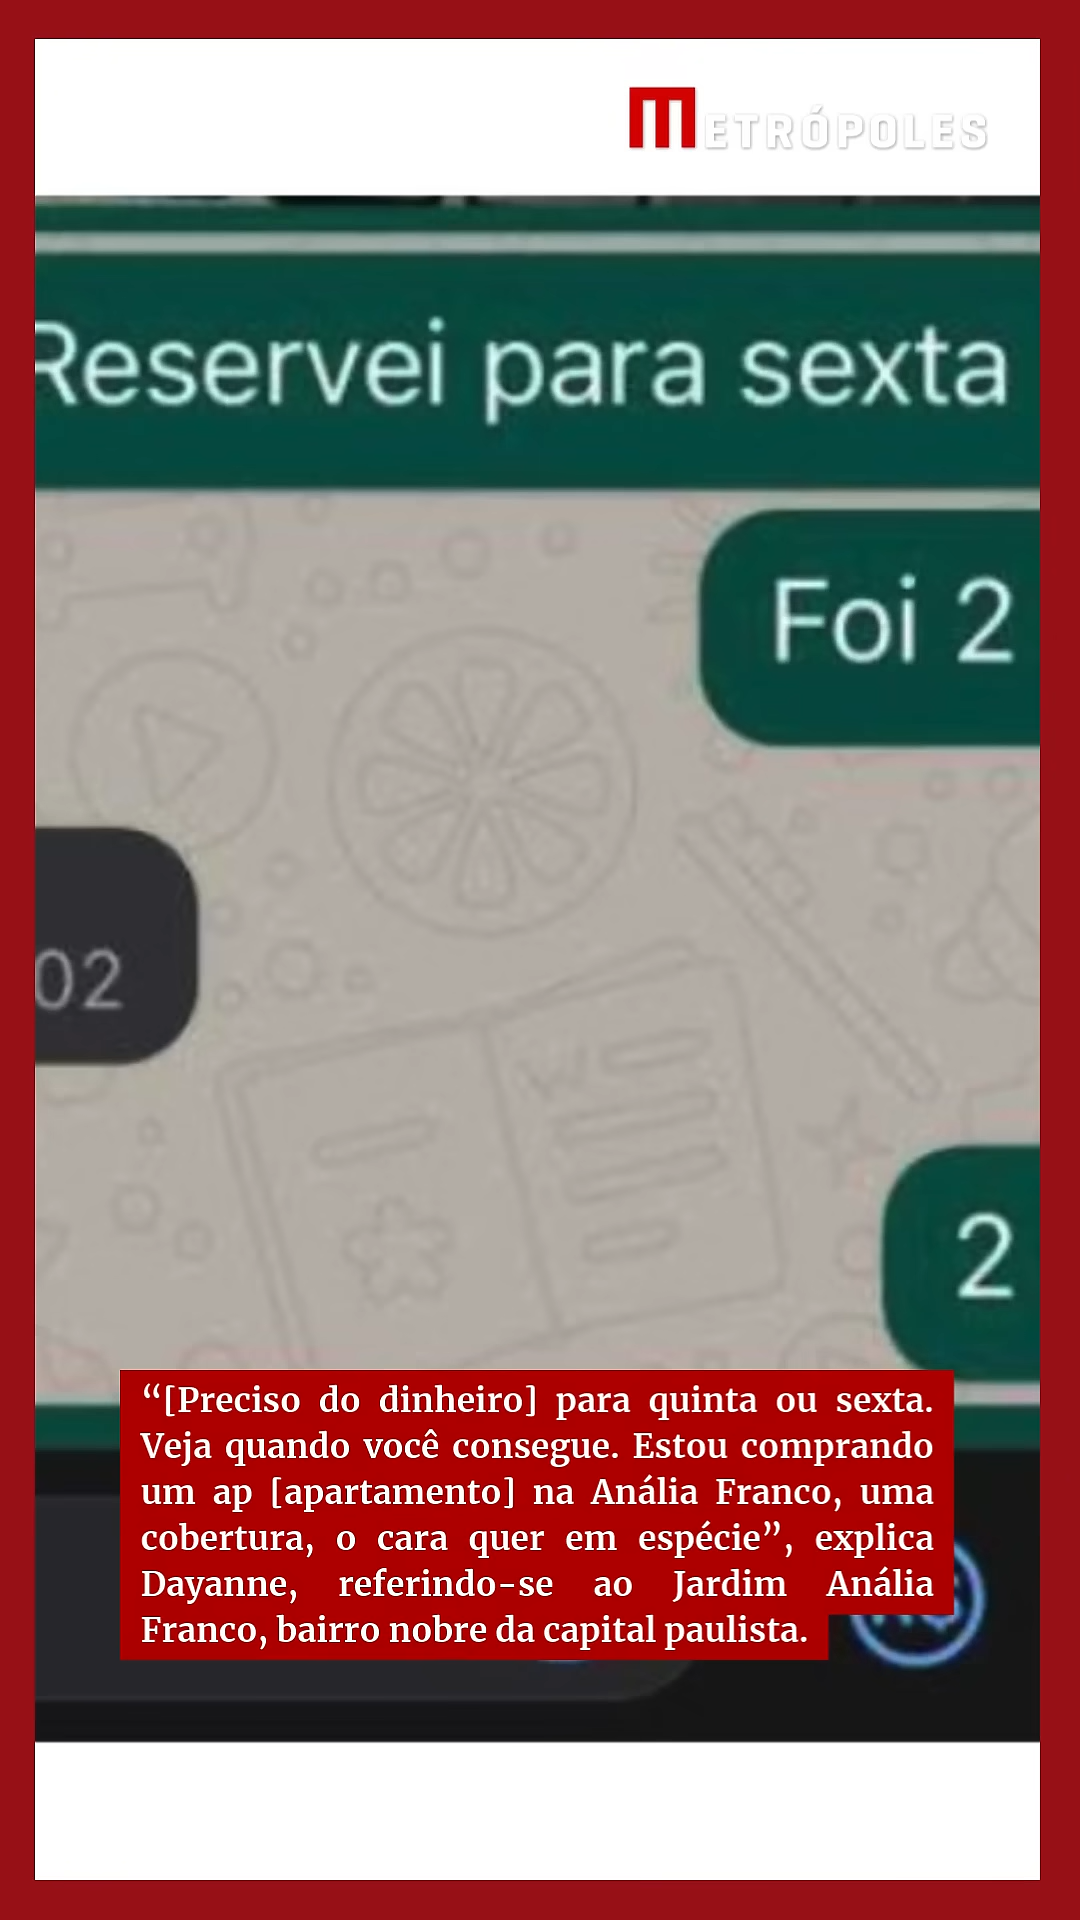 METRÓPOLES
Reservei para sexta
Foi 2
02
2
“[Preciso do dinheiro] para quinta ou sexta.
Veja quando você consegue. Estou comprando
um ap [apartamento] na Anália Franco, uma
cobertura, o cara quer em espécie”, explica
Dayanne, referindo-se ao Jardim Anália
Franco, bairro nobre da capital paulista.